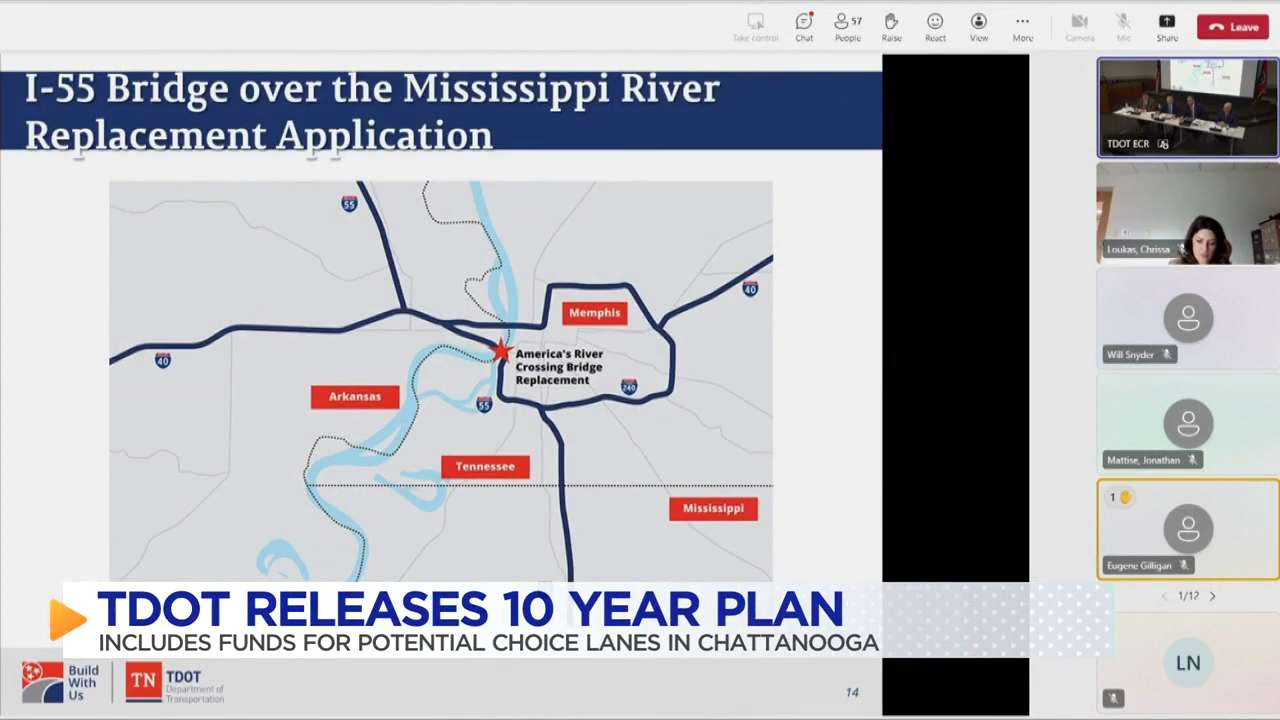 Take control
Chat
57
People
Raise
React
View
More
Camera
Mic
Share
Leave
I-55 Bridge over the Mississippi River
Replacement Application
55
40
40
Memphis
America's River
Crossing Bridge
Replacement
240
55
Arkansas
Tennessee
Mississippi
TDOT ECR
Loukas, Chrissa
Will Snyder
Mattise, Jonathan
1
Eugene Gilligan
1/12
LN
TDOT RELEASES 10 YEAR PLAN
INCLUDES FUNDS FOR POTENTIAL CHOICE LANES IN CHATTANOOGA
Build
With
Us
TN
TDOT
Department of
Transportation
14